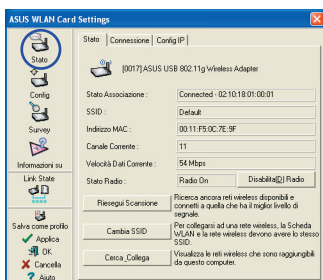 ASUS WLAN Card Settings
Stato
Config
Survey
Informazioni su
Link State
Salva come profilo
Applica
OK
Cancella
Aiuto
Stato Connessione Config IP
(0017) ASUS USB 802.11g Wireless Adapter
Stato Associazione : Connected - 02:10:18:01:00:01
SSID : Default
Indirizzo MAC : 00:11:F5:0C:7E:9F
Canale Corrente : 11
Velocità Dati Corrente : 54 Mbps
Stato Radio : Radio On Disabilita(D) Radio
Riesegui Scansione
Ricerca ancora reti wireless disponibili e
connetti a quella che ha il miglior livello di
segnale.
Cambia SSID
Per collegarsi ad una rete wireless, la Scheda
WLAN e la rete wireless devono avere lo stesso
SSID.
Cerca_Collega
Visualizza le reti wireless che sono raggiungibili
da questo computer.